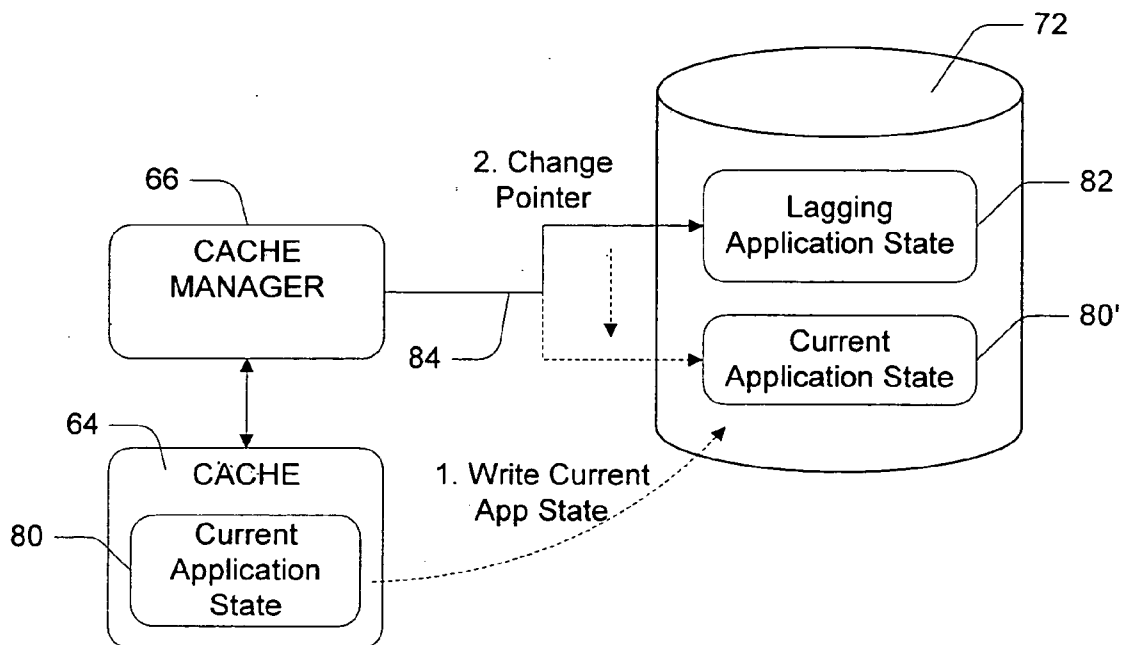 72
2. Change
Pointer
66
82
Lagging
Application State
CACHE
MANAGER
84
80'
Current
Application State
64
CACHE
1. Write Current
App State
80
Current
Application
State